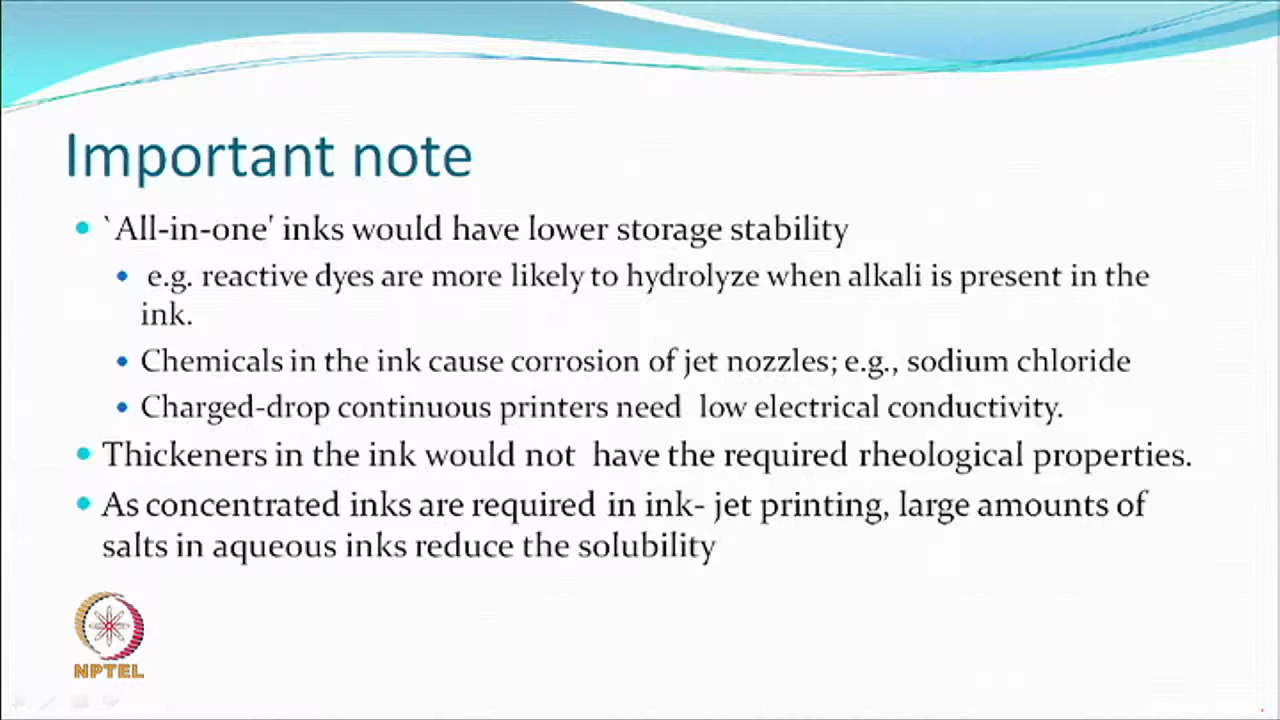 Important note
`All-in-one' inks would have lower storage stability
e.g. reactive dyes are more likely to hydrolyze when alkali is present in the
ink.
Chemicals in the ink cause corrosion of jet nozzles; e.g., sodium chloride
Charged-drop continuous printers need low electrical conductivity.
Thickeners in the ink would not have the required rheological properties.
As concentrated inks are required in ink- jet printing, large amounts of
salts in aqueous inks reduce the solubility
NPTEL